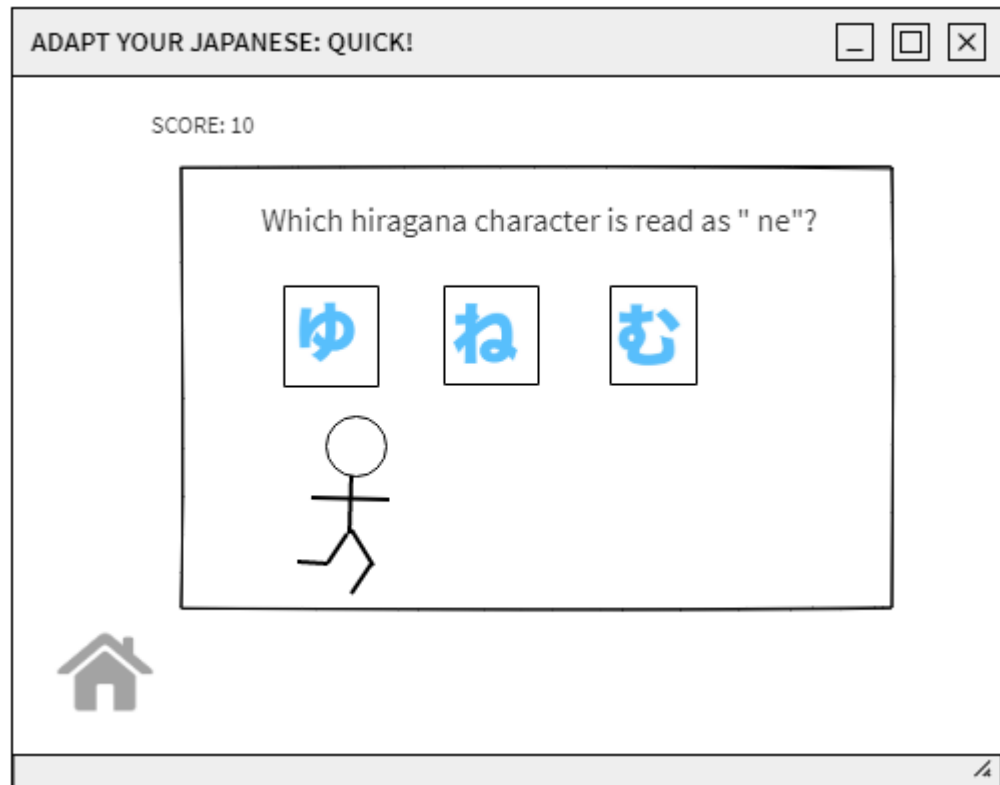 ADAPT YOUR JAPANESE: QUICK!
SCORE: 10
Which hiragana character is read as " ne"?
ゆ ね む